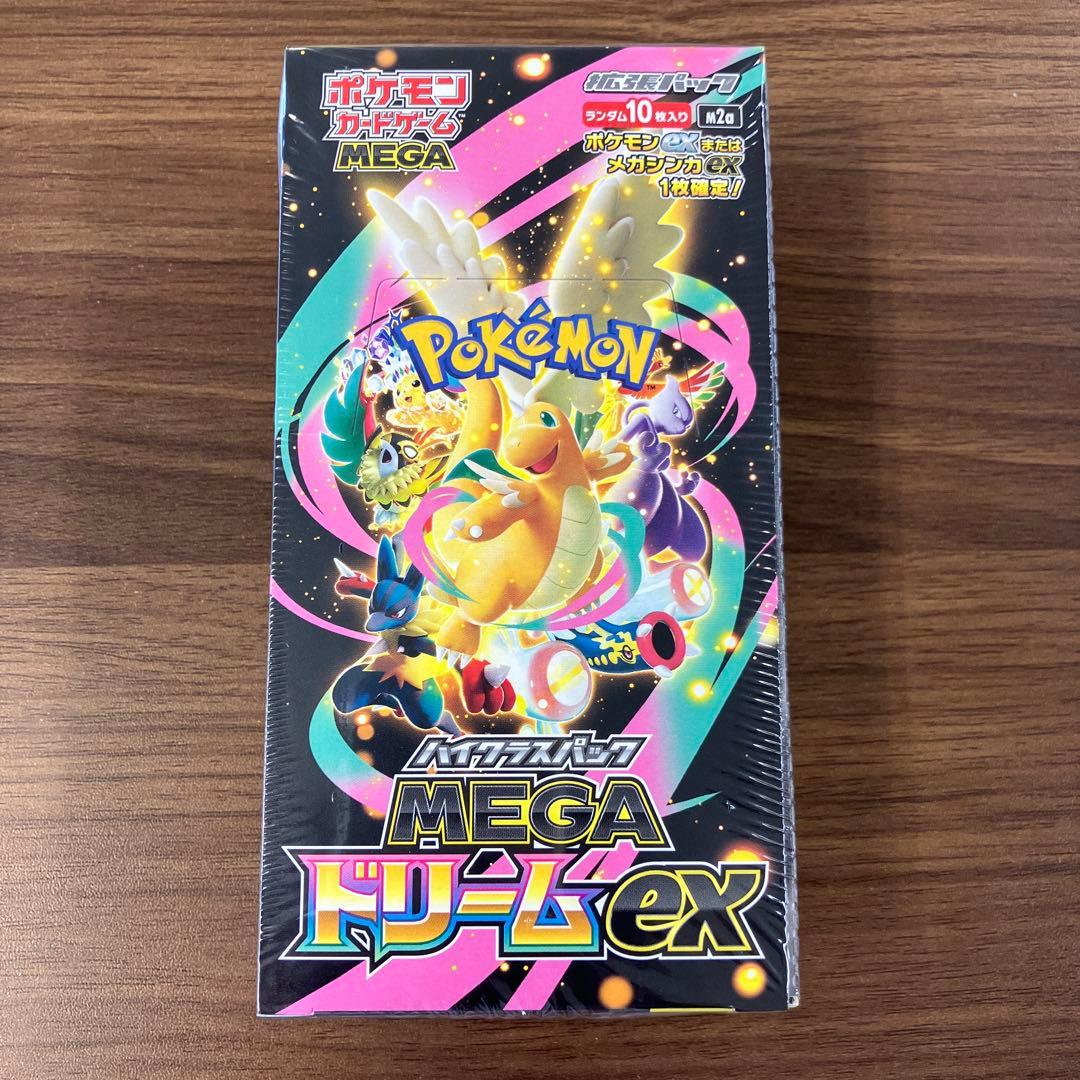 ポケモン
カードゲーム™
MEGA
拡張パック
ランダム10枚入り M2a
ポケモンexまたは
メガシンカex
1枚確定!
POKéMON™
ハイクラスパック
MEGA
ドリームex